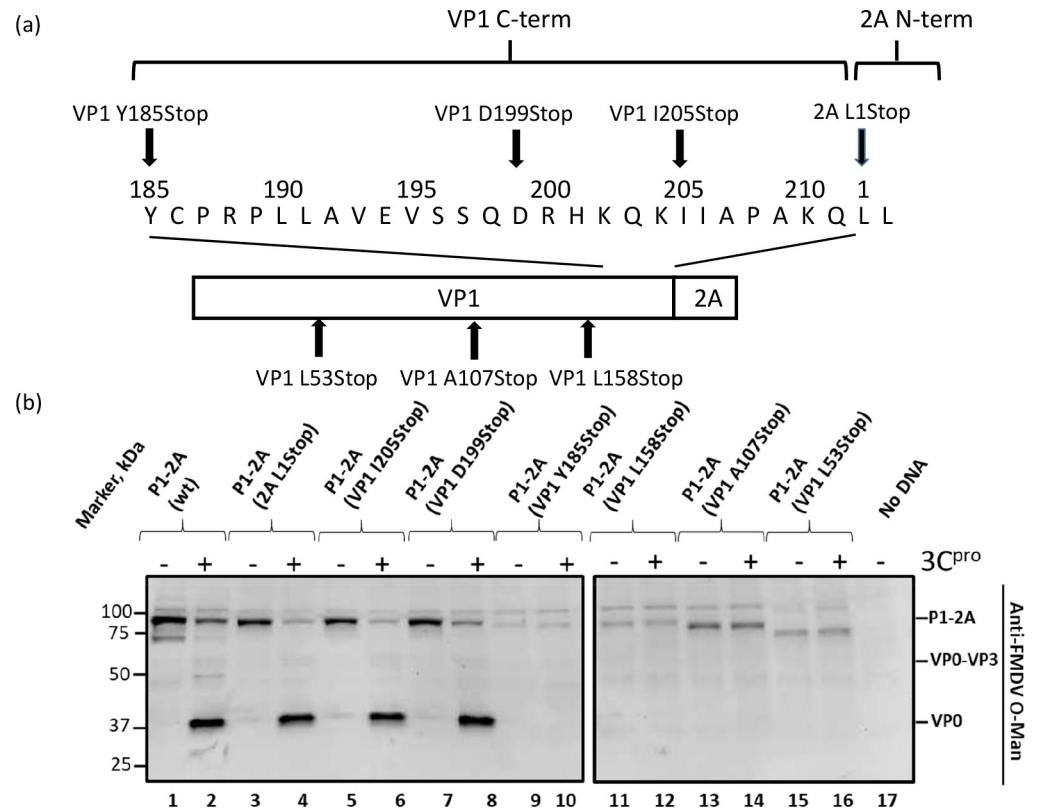 (a)
VP1 C-term
2A N-term
VP1 Y185Stop
VP1 D199Stop
VP1 I205Stop
2A L1Stop
185 190 195 200 205 210 1
Y C P R P L L A V E V S S Q D R H K Q K I I A P A K Q L L
VP1
2A
VP1 L53Stop
VP1 A107Stop
VP1 L158Stop
(b)
Marker, kDa
P1-2A
(wt)
P1-2A
(2A L1Stop)
P1-2A
(VP1 I205Stop)
P1-2A
(VP1 D199Stop)
P1-2A
(VP1 Y185Stop)
P1-2A
(VP1 L158Stop)
P1-2A
(VP1 A107Stop)
P1-2A
(VP1 L53Stop)
No DNA
- + - + - + - + - + - + - + - + - 3Cpro
100
75
50
37
25
P1-2A
VP0-VP3
VP0
Anti-FMDV O-Man
1 2 3 4 5 6 7 8 9 10 11 12 13 14 15 16 17